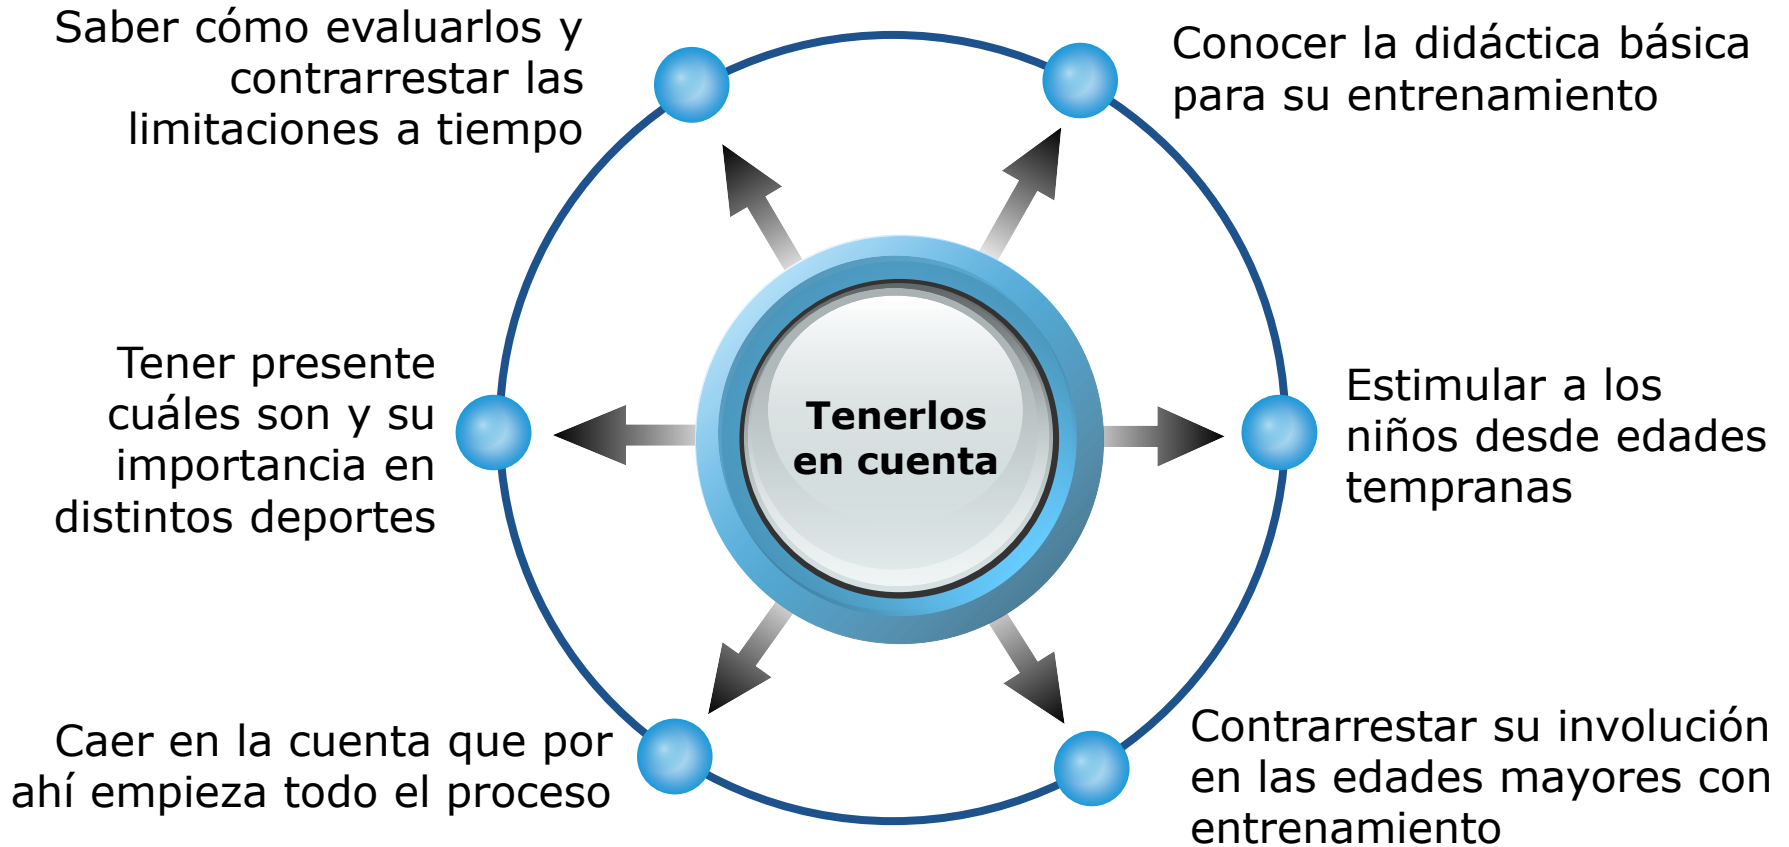 Saber cómo evaluarlos y
contrarrestar las
limitaciones a tiempo
Conocer la didáctica básica
para su entrenamiento
Tener presente
cuáles son y su
importancia en
distintos deportes
Tenerlos
en cuenta
Estimular a los
niños desde edades
tempranas
Caer en la cuenta que por
ahí empieza todo el proceso
Contrarrestar su involución
en las edades mayores con
entrenamiento